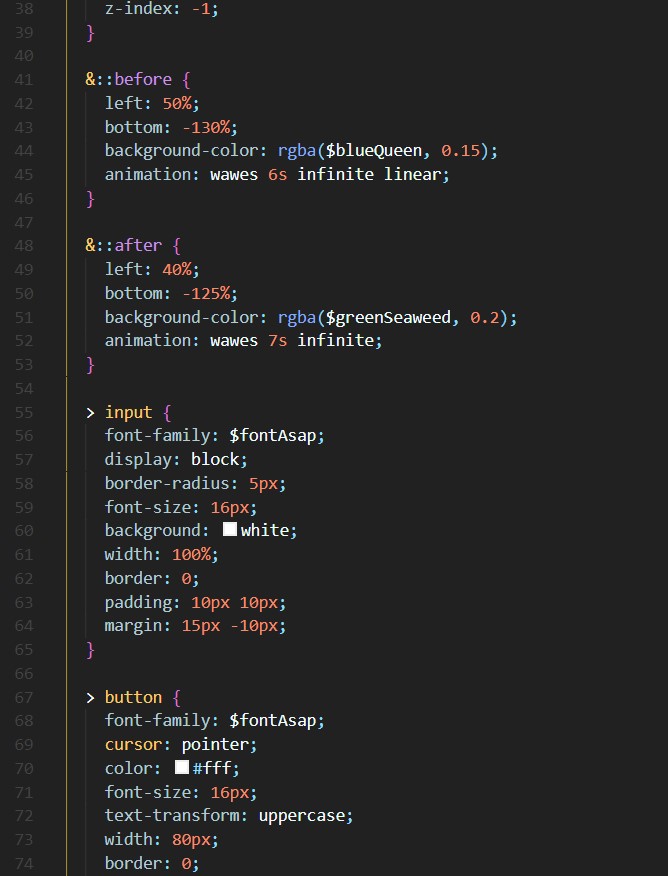 38 z-index: -1;
39 }
40
41 &::before {
42 left: 50%;
43 bottom: -130%;
44 background-color: rgba($blueQueen, 0.15);
45 animation: wawes 6s infinite linear;
46 }
47
48 &::after {
49 left: 40%;
50 bottom: -125%;
51 background-color: rgba($greenSeaweed, 0.2);
52 animation: wawes 7s infinite;
53 }
54
55 > input {
56 font-family: $fontAsap;
57 display: block;
58 border-radius: 5px;
59 font-size: 16px;
60 background: white;
61 width: 100%;
62 border: 0;
63 padding: 10px 10px;
64 margin: 15px -10px;
65 }
66
67 > button {
68 font-family: $fontAsap;
69 cursor: pointer;
70 color: #fff;
71 font-size: 16px;
72 text-transform: uppercase;
73 width: 80px;
74 border: 0;